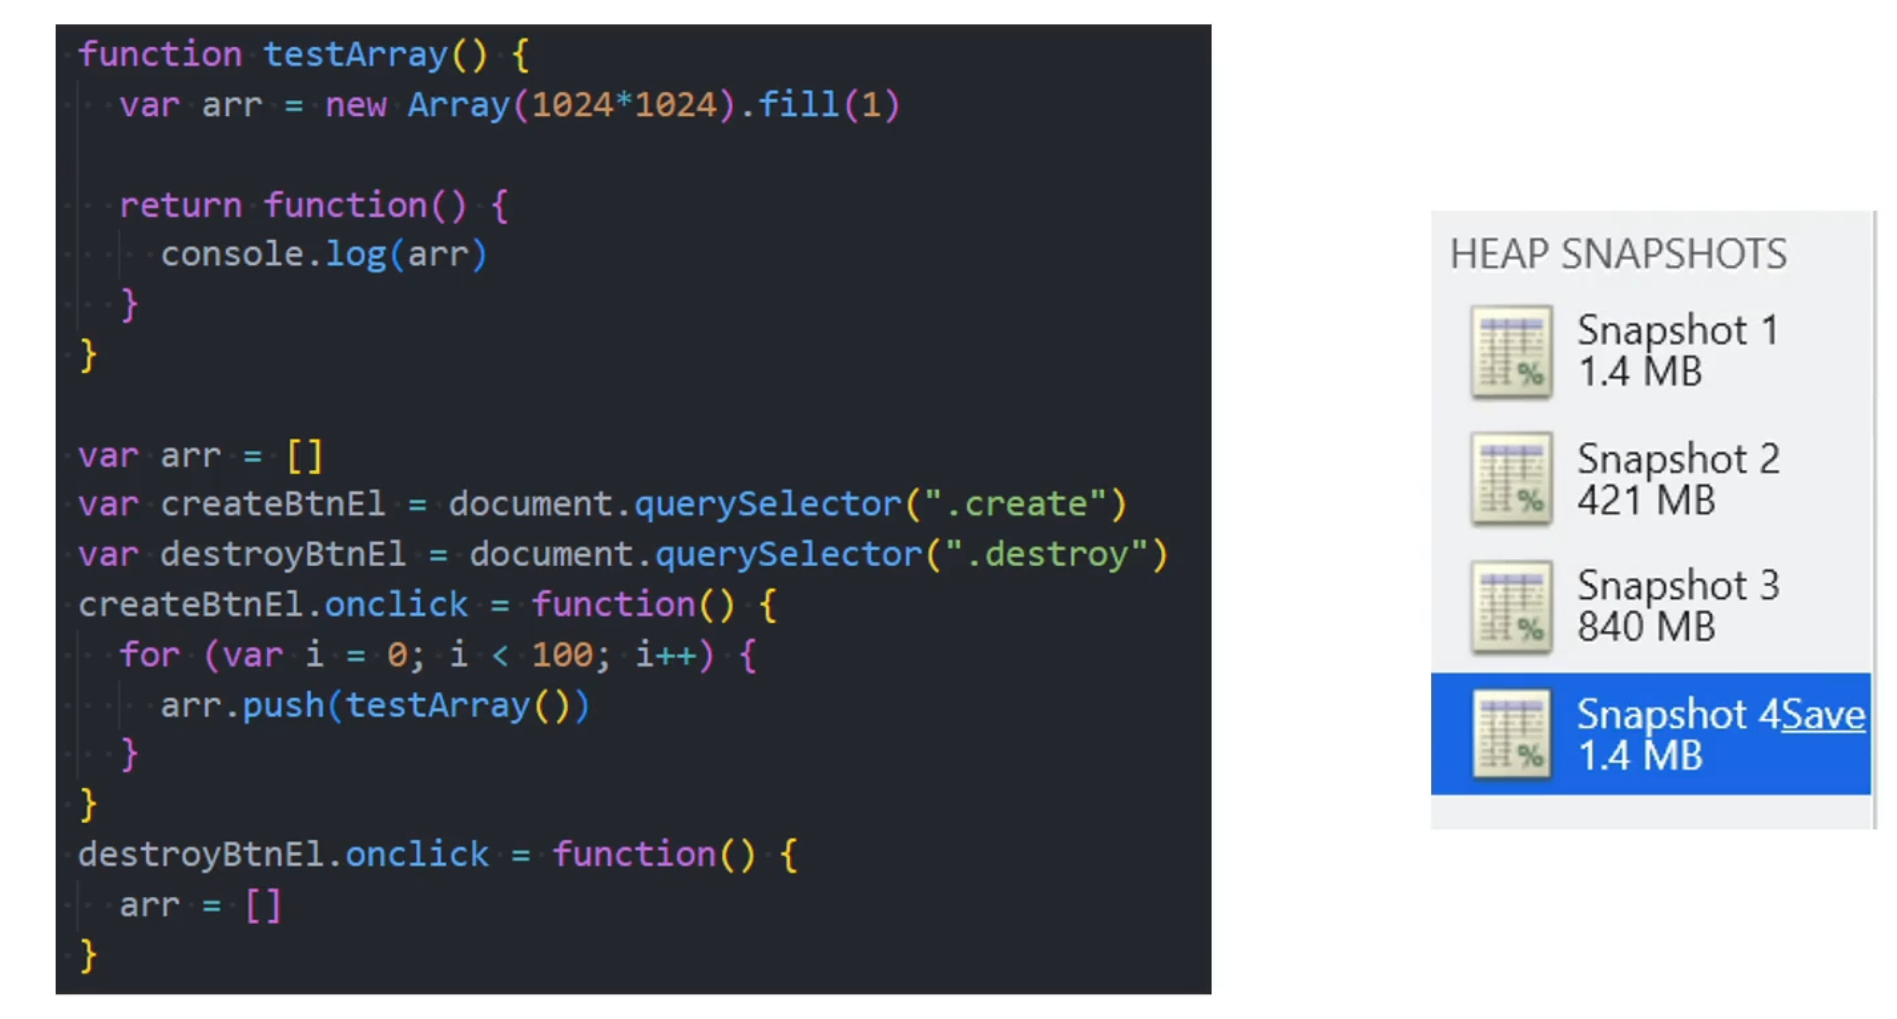 function testArray() {
  var arr = new Array(1024*1024).fill(1)
  return function() {
    console.log(arr)
  }
}
var arr = []
var createBtnEl = document.querySelector(".create")
var destroyBtnEl = document.querySelector(".destroy")
createBtnEl.onclick = function() {
  for (var i = 0; i < 100; i++) {
    arr.push(testArray())
  }
}
destroyBtnEl.onclick = function() {
  arr = []
}
HEAP SNAPSHOTS
Snapshot 1
1.4 MB
Snapshot 2
421 MB
Snapshot 3
840 MB
Snapshot 4Save
1.4 MB